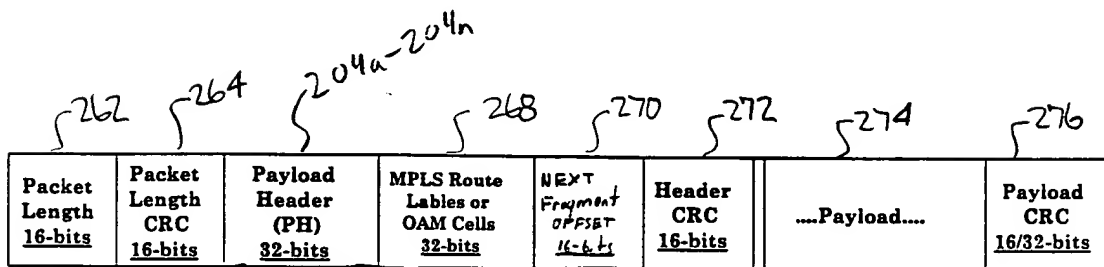 262
264
204a-204n
268
270
272
274
276
Packet
Length
16-bits
Packet
Length
CRC
16-bits
Payload
Header
(PH)
32-bits
MPLS Route
Lables or
OAM Cells
32-bits
NEXT
Fragment
OFFSET
16-bits
Header
CRC
16-bits
....Payload....
Payload
CRC
16/32-bits